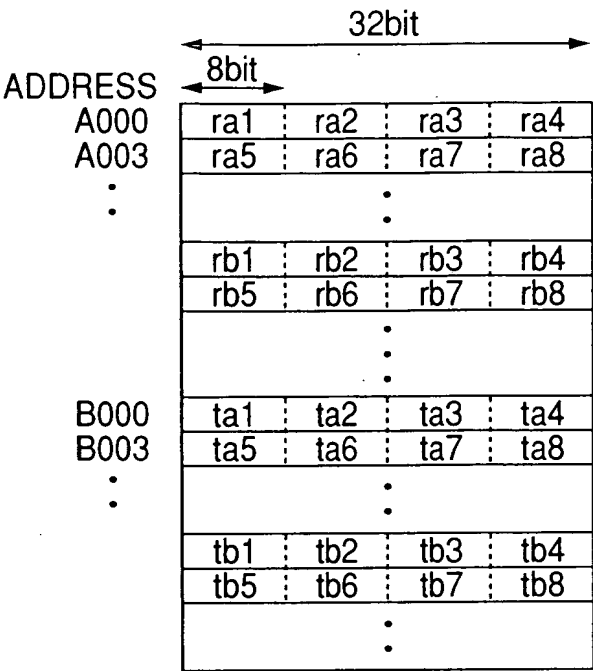 32bit
8bit
ADDRESS
A000 ra1 ra2 ra3 ra4
A003 ra5 ra6 ra7 ra8
rb1 rb2 rb3 rb4
rb5 rb6 rb7 rb8
B000 ta1 ta2 ta3 ta4
B003 ta5 ta6 ta7 ta8
tb1 tb2 tb3 tb4
tb5 tb6 tb7 tb8